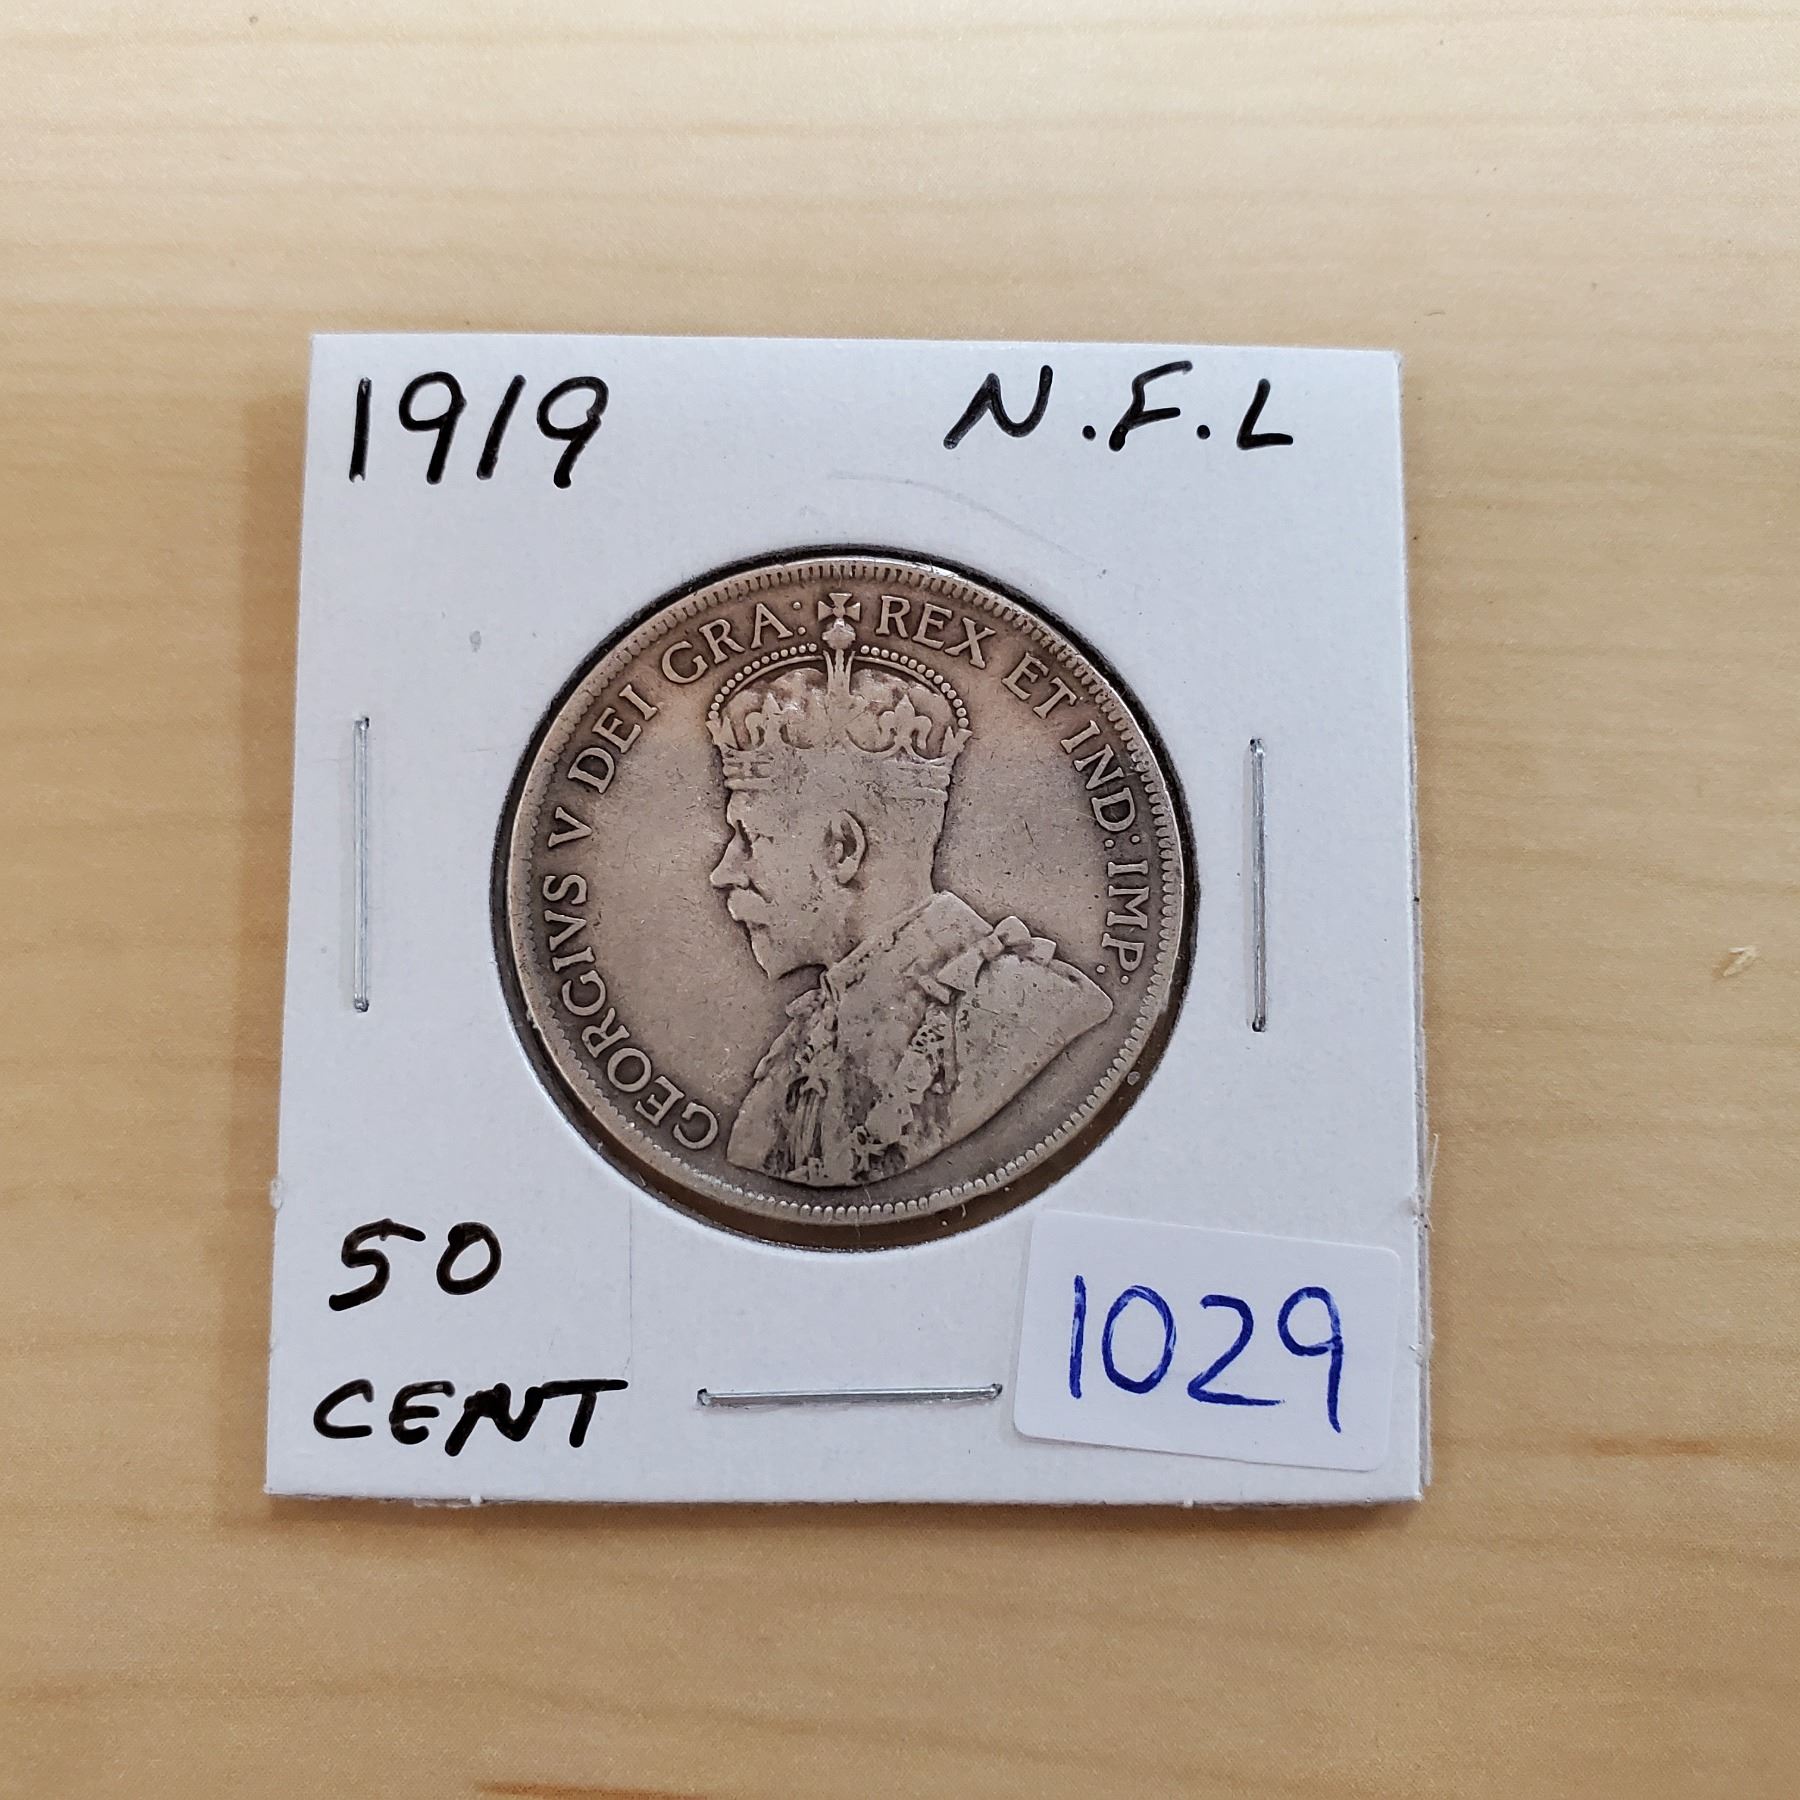 1919 N.F.L
GEORGIVS V DEI GRA: REX ET IND: IMP.
50
CENT
1029